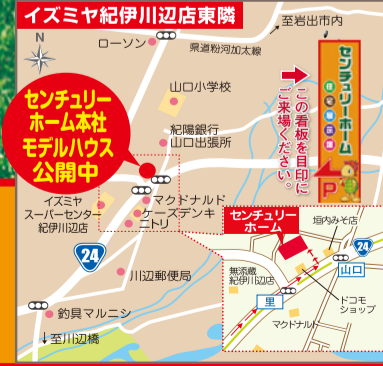 イズミヤ紀伊川辺店東隣
N
ローソン
至岩出市内
県道粉河加太線
センチュリーホーム
住宅展示場
P
この看板を目印に
ご来場ください。
山口小学校
センチュリー
ホーム本社
モデルハウス
公開中
紀陽銀行
山口出張所
イズミヤ
スーパーセンター
紀伊川辺店
マクドナルド
ケーズデンキ
ニトリ
24
川辺郵便局
釣具マルニシ
↓至川辺橋
センチュリー
ホーム
垣内みそ店
24
山口
無添蔵
紀伊川辺店
里
ドコモ
ショップ
マクドナルド